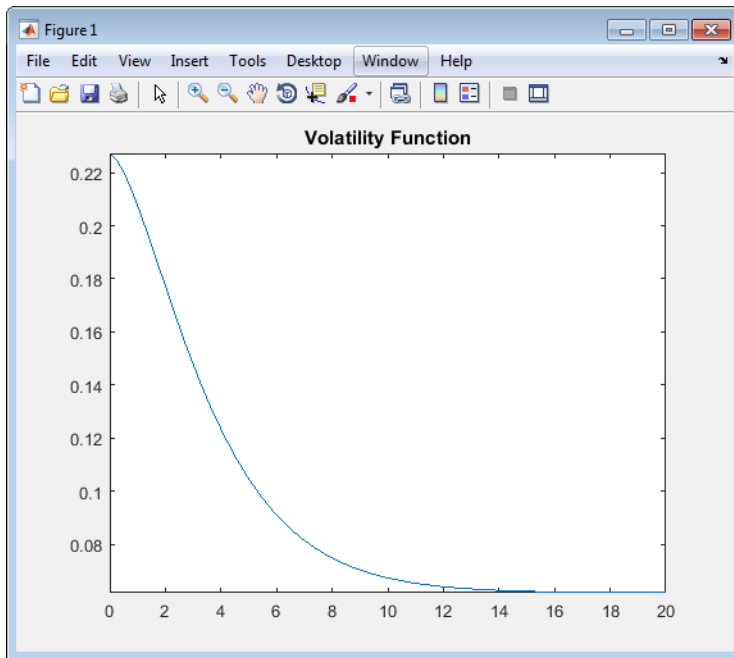 Figure 1
File Edit View Insert Tools Desktop Window Help
Volatility Function
0.22
0.2
0.18
0.16
0.14
0.12
0.1
0.08
0 2 4 6 8 10 12 14 16 18 20